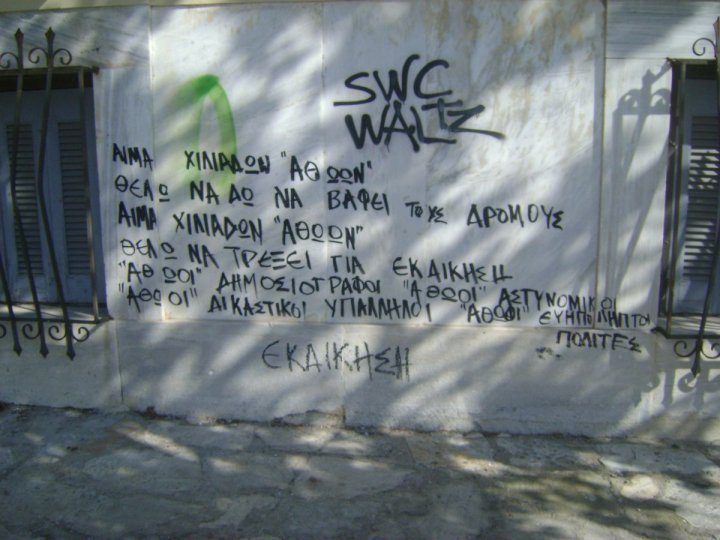 SWC
WALTZ
ΑΙΜΑ ΧΙΛΙΑΔΩΝ "ΑΘΩΩΝ"
ΘΕΛΩ ΝΑ ΔΩ ΝΑ ΒΑΦΕΙ ΤΟΥΣ ΔΡΟΜΟΥΣ
ΑΙΜΑ ΧΙΛΙΑΔΩΝ "ΑΘΩΩΝ"
ΘΕΛΩ ΝΑ ΤΡΕΞΕΙ ΓΙΑ ΕΚΔΙΚΗΣΗ
"ΑΘΩΟΙ" ΔΗΜΟΣΙΟΓΡΑΦΟΙ "ΑΘΩΟΙ" ΑΣΤΥΝΟΜΙΚΟΙ
"ΑΘΩΟΙ" ΔΙΚΑΣΤΙΚΟΙ ΥΠΑΛΛΗΛΟΙ "ΑΘΩΟΙ" ΕΥΗΠΟΛΗΠΤΟΙ
ΠΟΛΙΤΕΣ
ΕΚΔΙΚΗΣΗ